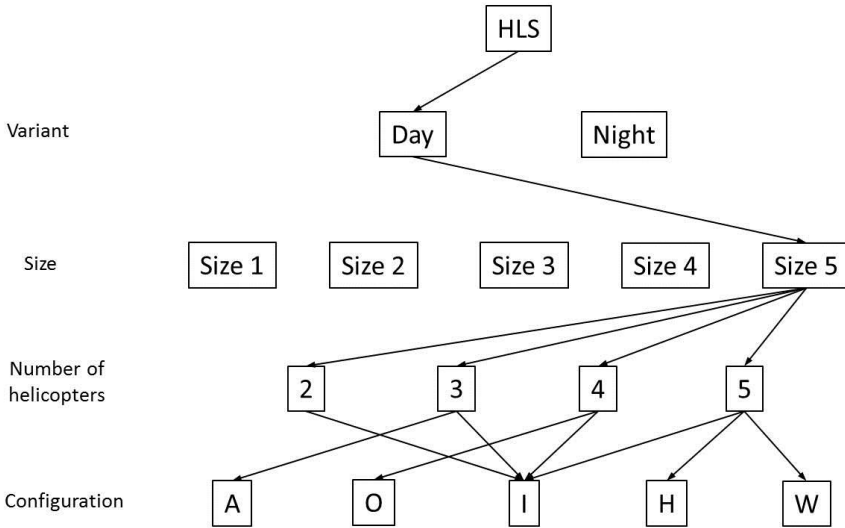 HLS
Variant
Day
Night
Size
Size 1
Size 2
Size 3
Size 4
Size 5
Number of
helicopters
2
3
4
5
Configuration
A
O
I
H
W